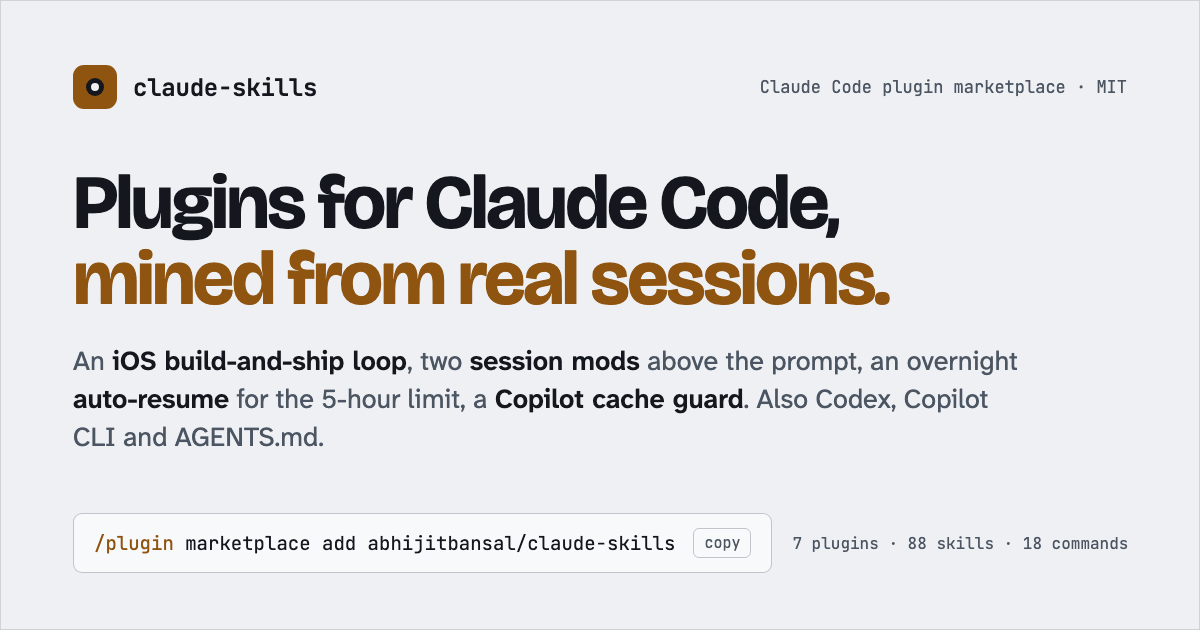 claude-skills
Claude Code plugin marketplace · MIT
Plugins for Claude Code,
mined from real sessions.
An iOS build-and-ship loop, two session mods above the prompt, an overnight
auto-resume for the 5-hour limit, a Copilot cache guard. Also Codex, Copilot
CLI and AGENTS.md.
/plugin marketplace add abhijitbansal/claude-skills
copy
7 plugins · 88 skills · 18 commands